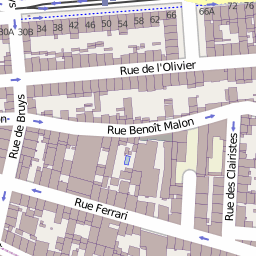 30A
30B
34
38
42
46
50
54
58
62
66
66A
72
76
Rue de l'Olivier
Rue Benoît Malon
Rue de Bruys
Rue des Clairistes
Rue Ferrari